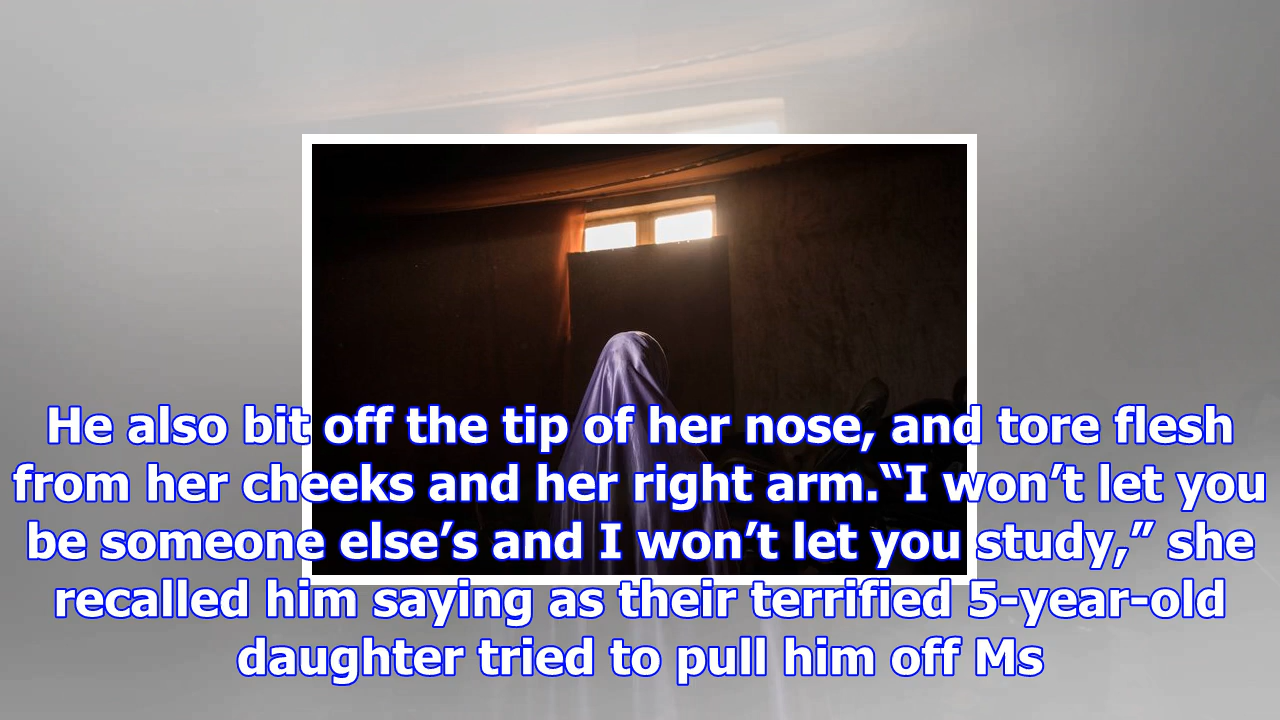 He also bit off the tip of her nose, and tore flesh
from her cheeks and her right arm.“I won’t let you
be someone else’s and I won’t let you study,” she
recalled him saying as their terrified 5-year-old
daughter tried to pull him off Ms